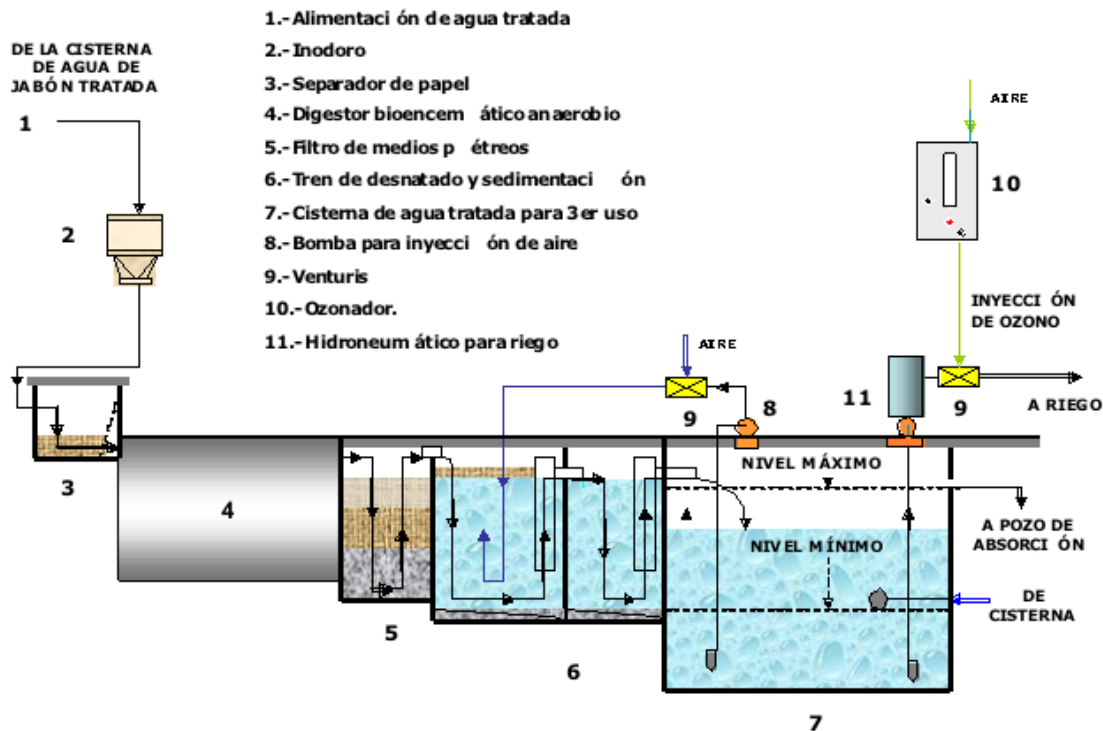 1.- Alimentaci ón de agua tratada
2.- Inodoro
3.- Separador de papel
4.- Digestor bioencem ático anaerobio
5.- Filtro de medios p étreos
6.- Tren de desnatado y sedimentaci ón
7.- Cisterna de agua tratada para 3er uso
8.- Bomba para inyecci ón de aire
9.- Venturis
10.- Ozonador.
11.- Hidroneum ático para riego
DE LA CISTERNA
DE AGUA DE
JABÓN TRATADA
1
2
3
4
5
6
7
AIRE
9
8
AIRE
10
INYECCI ÓN
DE OZONO
11
9
A RIEGO
NIVEL MÁXIMO
A POZO DE
ABSORCI ÓN
NIVEL MÍNIMO
DE
CISTERNA